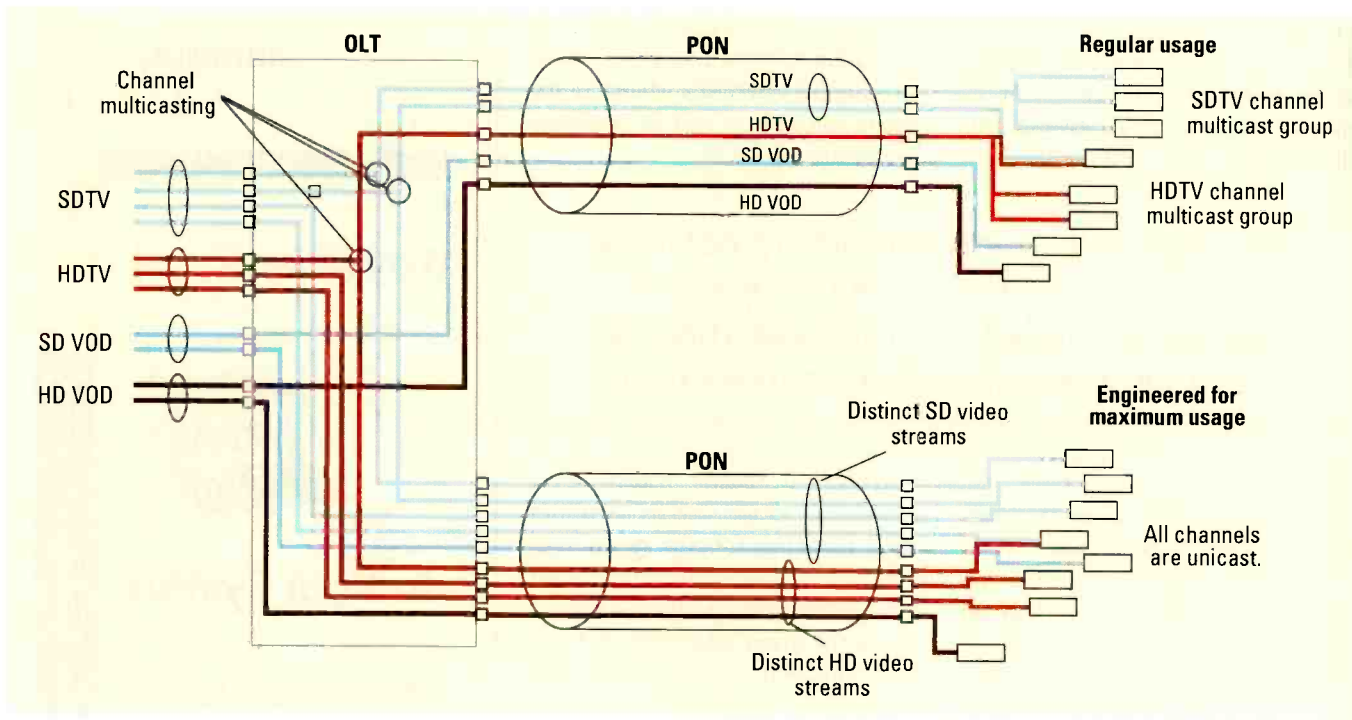 OLT
PON
Regular usage
Channel
multicasting
SDTV
HDTV
SD VOD
HD VOD
SDTV channel
multicast group
HDTV channel
multicast group
SDTV
HDTV
SD VOD
HD VOD
Engineered for
maximum usage
Distinct SD video
streams
PON
All channels
are unicast.
Distinct HD video
streams